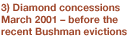 3) Diamond concessions
March 2001 – before the
recent Bushman evictions